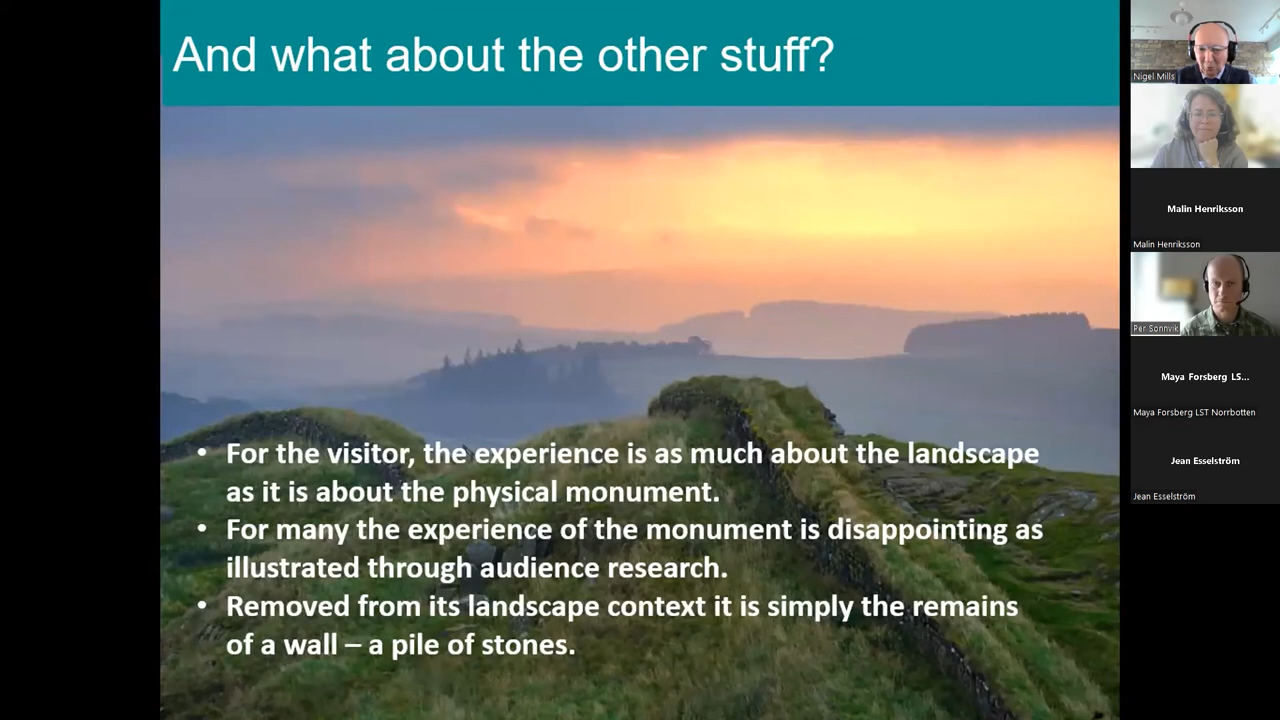 And what about the other stuff?
• For the visitor, the experience is as much about the landscape
as it is about the physical monument.
• For many the experience of the monument is disappointing as
illustrated through audience research.
• Removed from its landscape context it is simply the remains
of a wall – a pile of stones.
Nigel Mills
Malin Henriksson
Malin Henriksson
Per Sonnvik
Maya Forsberg LS...
Maya Forsberg LST Norrbotten
Jean Esselström
Jean Esselström